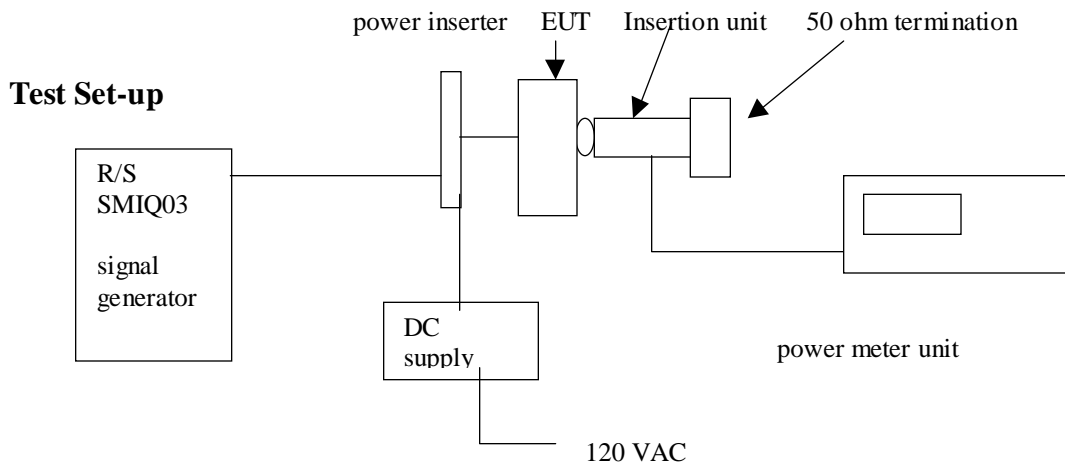 power inserter EUT Insertion unit 50 ohm termination
Test Set-up
R/S
SMIQ03
signal
generator
DC
supply
power meter unit
120 VAC